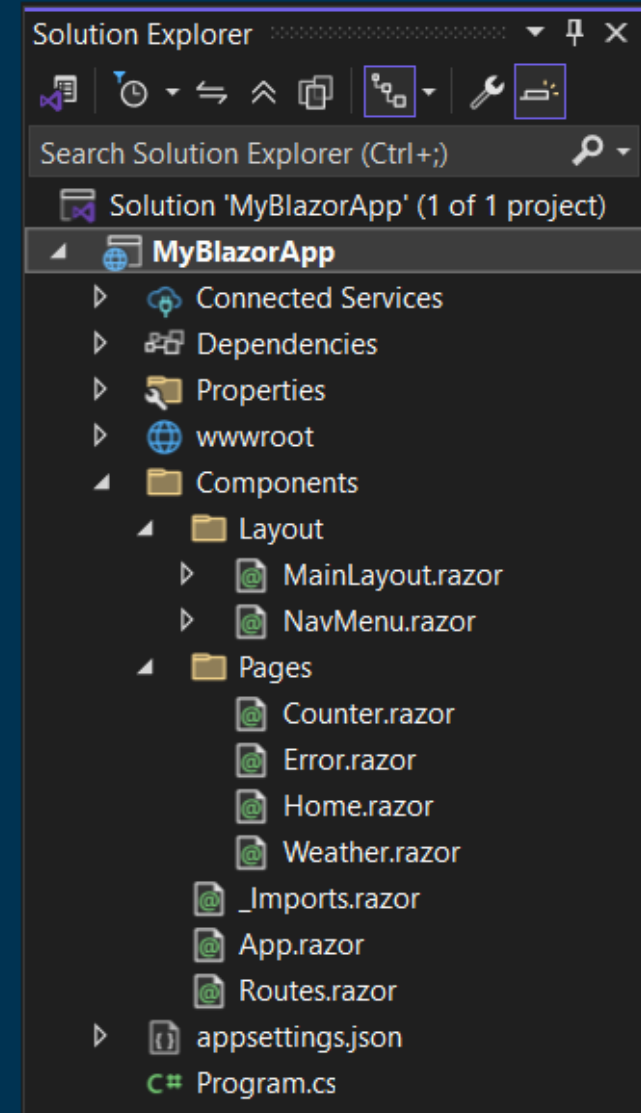 Solution Explorer
Search Solution Explorer (Ctrl+;)
Solution 'MyBlazorApp' (1 of 1 project)
MyBlazorApp
Connected Services
Dependencies
Properties
wwwroot
Components
Layout
MainLayout.razor
NavMenu.razor
Pages
Counter.razor
Error.razor
Home.razor
Weather.razor
_Imports.razor
App.razor
Routes.razor
appsettings.json
C# Program.cs